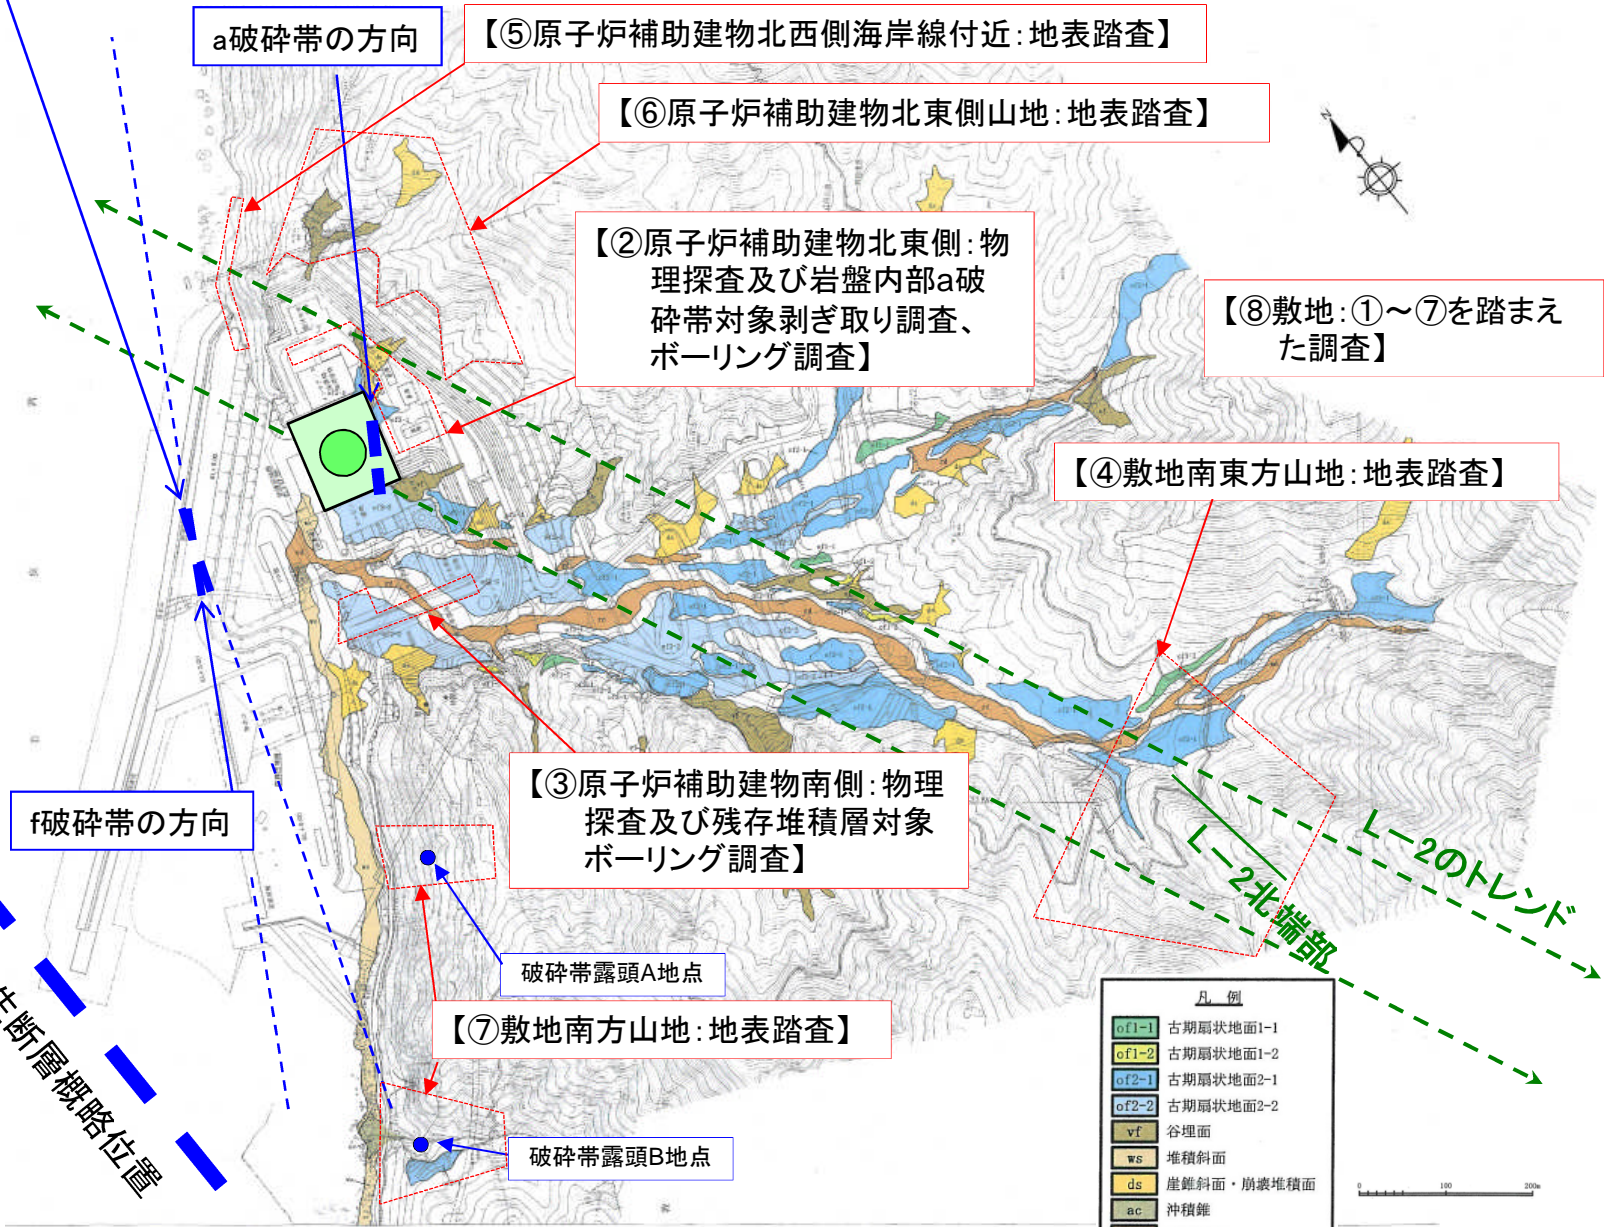 a破砕帯の方向
【⑤原子炉補助建物北西側海岸線付近：地表踏査】
【⑥原子炉補助建物北東側山地：地表踏査】
【②原子炉補助建物北東側：物
理探査及び岩盤内部a破
砕帯対象剥ぎ取り調査、
ボーリング調査】
【⑧敷地：①～⑦を踏まえ
た調査】
【④敷地南東方山地：地表踏査】
【③原子炉補助建物南側：物理
探査及び残存堆積層対象
ボーリング調査】
f破砕帯の方向
L－2のトレンド
L－2北端部
破砕帯露頭A地点
【⑦敷地南方山地：地表踏査】
破砕帯露頭B地点
断層概略位置
凡 例
of1-1 古期扇状地面1-1
of1-2 古期扇状地面1-2
of2-1 古期扇状地面2-1
of2-2 古期扇状地面2-2
vf 谷埋面
ws 堆積斜面
ds 崖錐斜面・崩壊堆積面
ac 沖積錐
0 100 200m